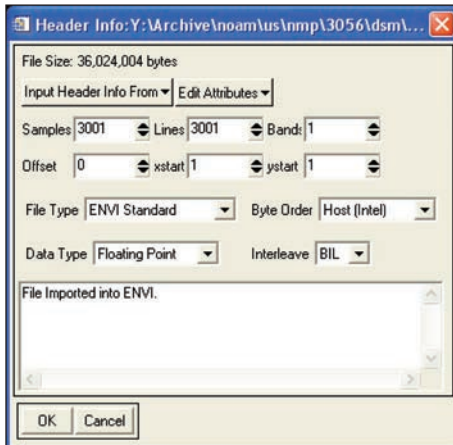 Header Info:Y:\Archive\noam\us\nmp\3056\dsm\...
File Size: 36,024,004 bytes
Input Header Info From Edit Attributes
Samples 3001 Lines 3001 Bands 1
Offset 0 xstart 1 ystart 1
File Type ENVI Standard Byte Order Host (Intel)
Data Type Floating Point Interleave BIL
File Imported into ENVI.
OK Cancel